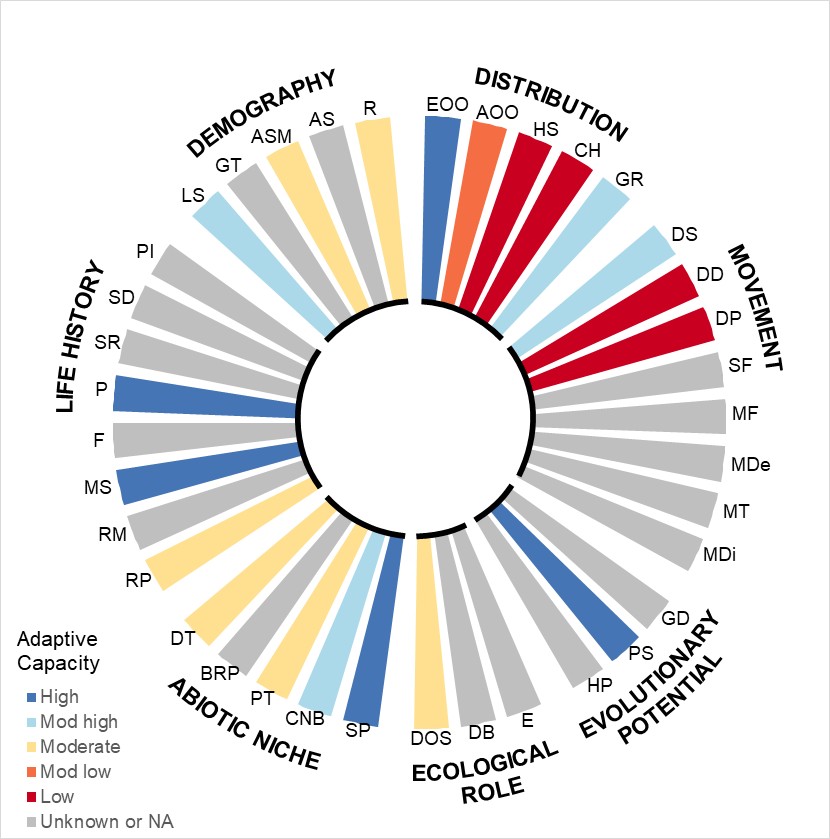 DISTRIBUTION
EOO
AOO
HS
CH
GR
MOVEMENT
DS
DD
DP
SF
MF
MDe
MT
MDi
EVOLUTIONARY
POTENTIAL
GD
PS
HP
ECOLOGICAL
ROLE
E
DB
DOS
ABIOTIC NICHE
SP
CNB
PT
BRP
DT
LIFE HISTORY
RP
RM
MS
F
P
SR
SD
PI
DEMOGRAPHY
LS
GT
ASM
AS
R
Adaptive
Capacity
High
Mod high
Moderate
Mod low
Low
Unknown or NA